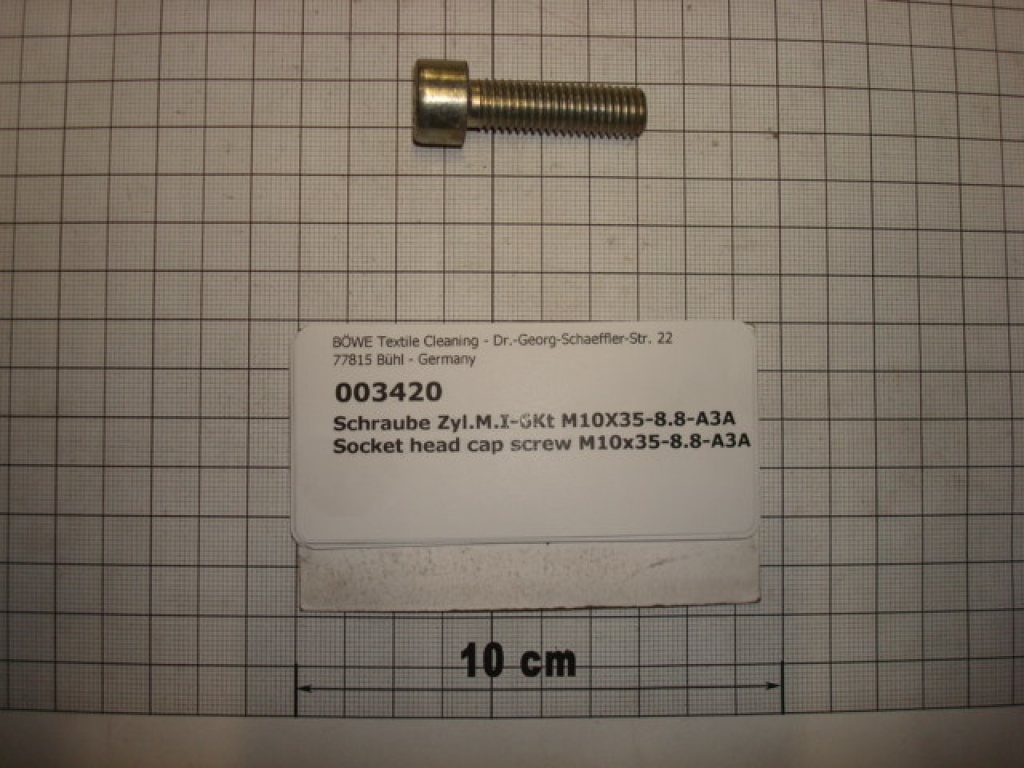 BÖWE Textile Cleaning - Dr.-Georg-Schaeffler-Str. 22
77815 Bühl - Germany
003420
Schraube Zyl.M.I-6Kt M10X35-8.8-A3A
Socket head cap screw M10x35-8.8-A3A
10 cm